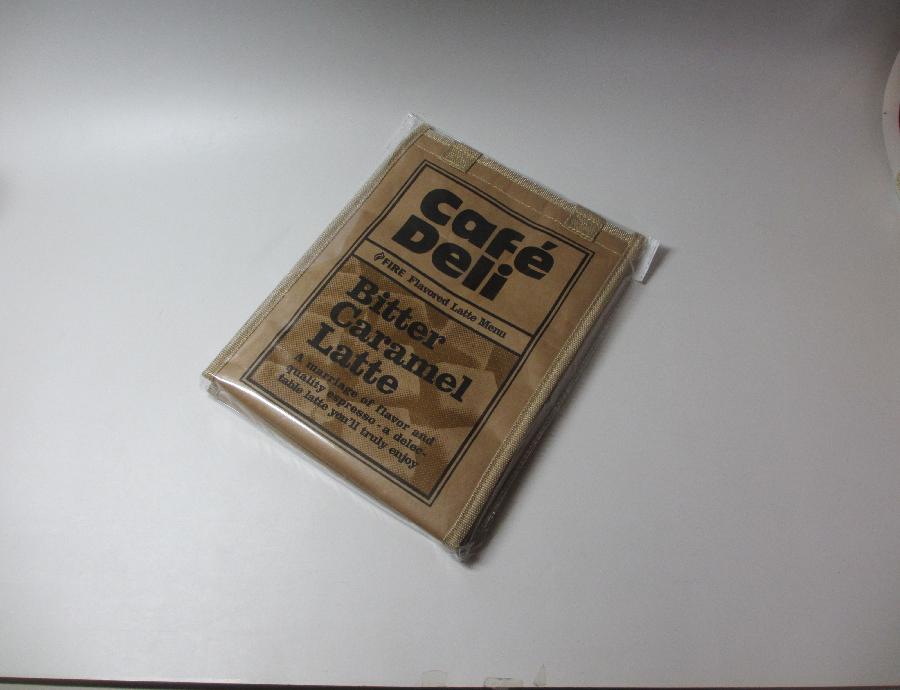 café
Deli
FIRE Flavored Latte Menu
Bitter
Caramel
Latte
A marriage of flavor and
quality espresso - a delec-
table latte you'll truly enjoy